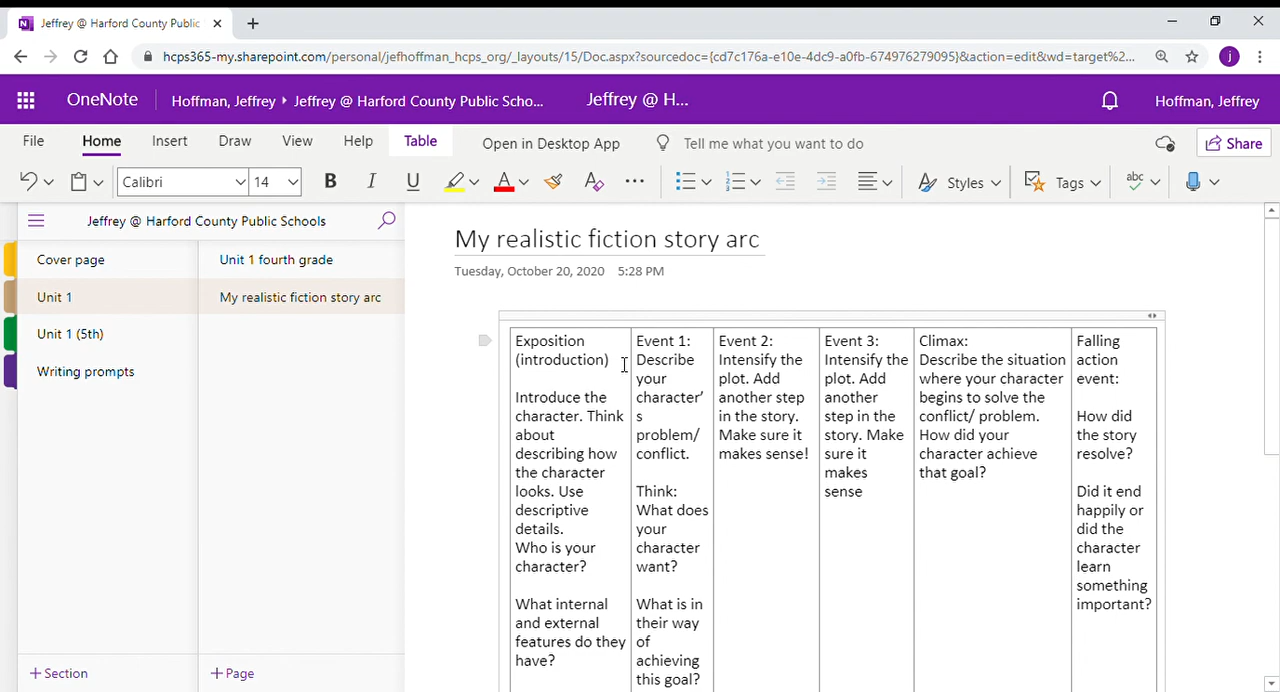 Jeffrey @ Harford County Public
hcps365-my.sharepoint.com/personal/jefhoffman_hcps_org/_layouts/15/Doc.aspx?sourcedoc={cd7c176a-e10e-4dc9-a0fb-674976279095}&action=edit&wd=target%2...
j
OneNote
Hoffman, Jeffrey
Jeffrey @ Harford County Public Scho...
Jeffrey @ H...
Hoffman, Jeffrey
File
Home
Insert
Draw
View
Help
Table
Open in Desktop App
Tell me what you want to do
Share
Calibri
14
B
I
U
A
A
Styles
Tags
abc
Jeffrey @ Harford County Public Schools
Cover page
Unit 1
Unit 1 (5th)
Writing prompts
Unit 1 fourth grade
My realistic fiction story arc
+ Section
+ Page
My realistic fiction story arc
Tuesday, October 20, 2020 5:28 PM
Exposition
(introduction)
Introduce the
character. Think
about
describing how
the character
looks. Use
descriptive
details.
Who is your
character?
What internal
and external
features do they
have?
Event 1:
Describe
your
character'
s
problem/
conflict.
Think:
What does
your
character
want?
What is in
their way
of
achieving
this goal?
Event 2:
Intensify the
plot. Add
another step
in the story.
Make sure it
makes sense!
Event 3:
Intensify the
plot. Add
another
step in the
story. Make
sure it
makes
sense
Climax:
Describe the situation
where your character
begins to solve the
conflict/ problem.
How did your
character achieve
that goal?
Falling
action
event:
How did
the story
resolve?
Did it end
happily or
did the
character
learn
something
important?